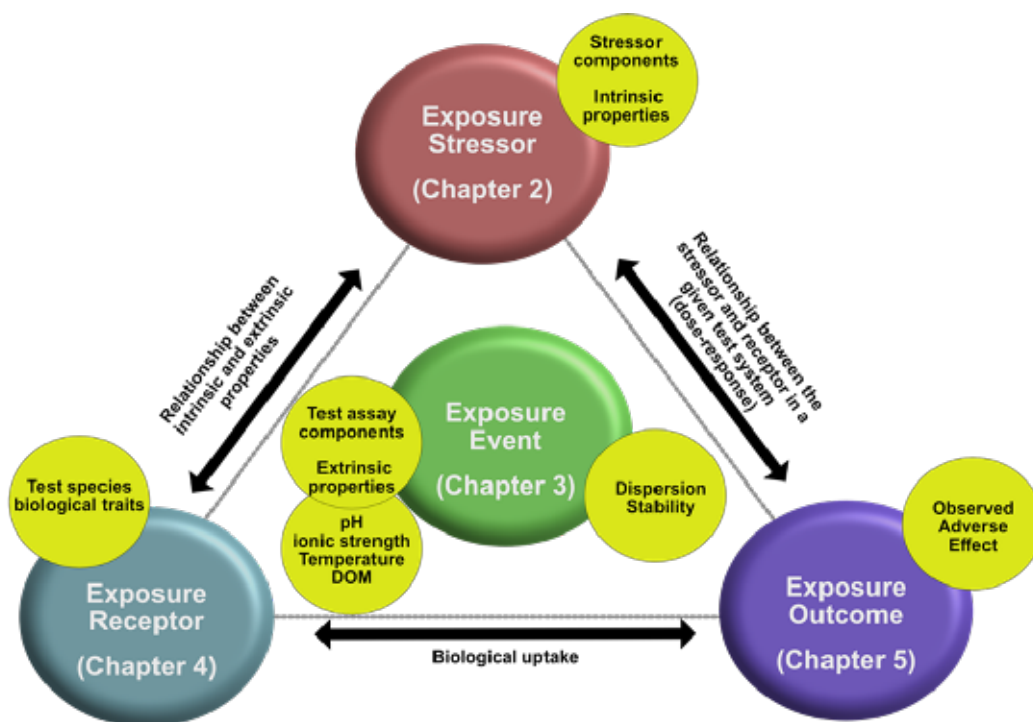 Stressor
components
Intrinsic
properties
Exposure
Stressor
(Chapter 2)
Relationship between
intrinsic and extrinsic
properties
Relationship between the
stressor and receptor in a
given test system
(dose-response)
Test assay
components
Extrinsic
properties
pH
ionic strength
Temperature
DOM
Exposure
Event
(Chapter 3)
Dispersion
Stability
Test species
biological traits
Exposure
Receptor
(Chapter 4)
Biological uptake
Observed
Adverse
Effect
Exposure
Outcome
(Chapter 5)